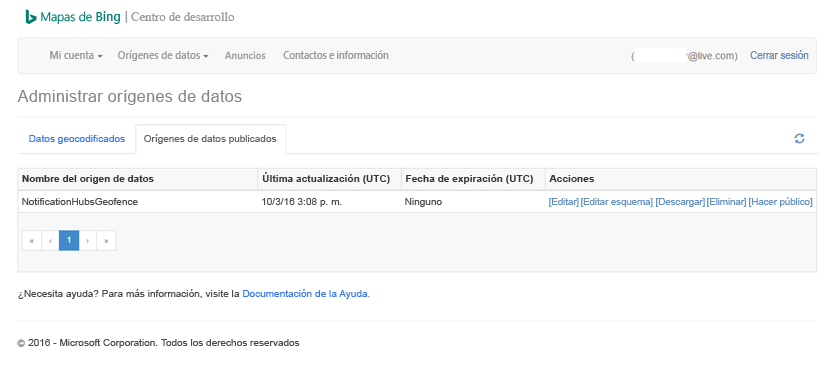 Mapas de Bing | Centro de desarrollo
Mi cuenta Orígenes de datos Anuncios Contactos e información ( @live.com) Cerrar sesión
Administrar orígenes de datos
Datos geocodificados Orígenes de datos publicados
Nombre del origen de datos Última actualización (UTC) Fecha de expiración (UTC) Acciones
NotificationHubsGeofence 10/3/16 3:08 p. m. Ninguno [Editar] [Editar esquema] [Descargar] [Eliminar] [Hacer público]
« ‹ 1 › »
¿Necesita ayuda? Para más información, visite la Documentación de la Ayuda.
© 2016 - Microsoft Corporation. Todos los derechos reservados